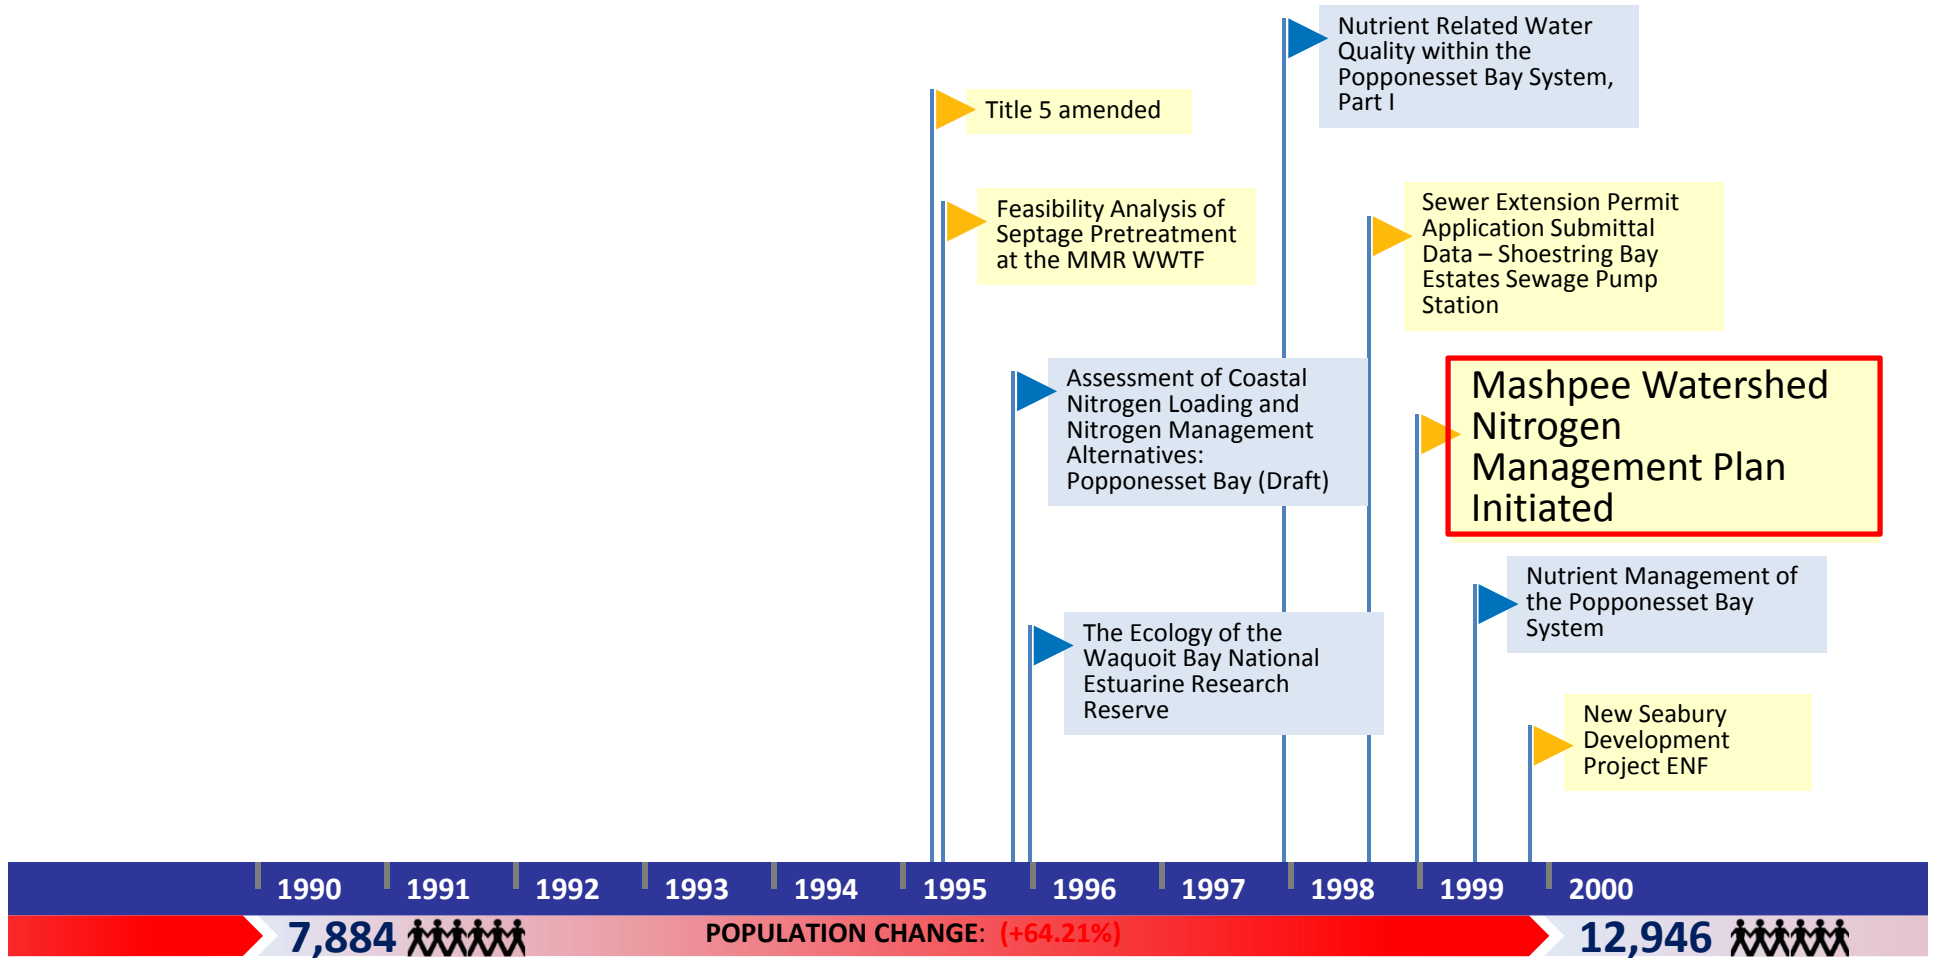 Nutrient Related Water
Quality within the
Popponesset Bay System,
Part I
Title 5 amended
Feasibility Analysis of
Septage Pretreatment
at the MMR WWTF
Sewer Extension Permit
Application Submittal
Data – Shoestring Bay
Estates Sewage Pump
Station
Assessment of Coastal
Nitrogen Loading and
Nitrogen Management
Alternatives:
Popponesset Bay (Draft)
Mashpee Watershed
Nitrogen
Management Plan
Initiated
Nutrient Management of
the Popponesset Bay
System
The Ecology of the
Waquoit Bay National
Estuarine Research
Reserve
New Seabury
Development
Project ENF
1990 1991 1992 1993 1994 1995 1996 1997 1998 1999 2000
7,884 POPULATION CHANGE: (+64.21%) 12,946